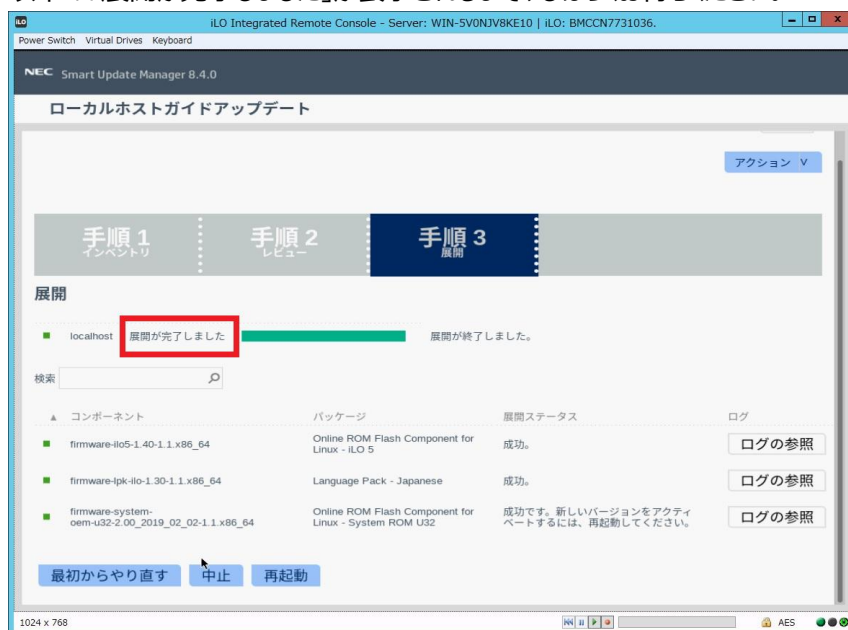 iLO Integrated Remote Console - Server: WIN-5V0NJV8KE10 | iLO: BMCCN7731036.
Power Switch Virtual Drives Keyboard
NEC Smart Update Manager 8.4.0
ローカルホストガイドアップデート
アクション ∨
手順 1
インベントリ
手順 2
レビュー
手順 3
展開
展開
localhost 展開が完了しました 展開が終了しました。
検索
コンポーネント パッケージ 展開ステータス ログ
firmware-ilo5-1.40-1.1.x86_64 Online ROM Flash Component for 成功。 ログの参照
Linux - iLO 5
firmware-lpk-ilo-1.30-1.1.x86_64 Language Pack - Japanese 成功。 ログの参照
firmware-system- Online ROM Flash Component for 成功です。新しいバージョンをアクティ ログの参照
oem-u32-2.00_2019_02_02-1.1.x86_64 Linux - System ROM U32 ベートするには、再起動してください。
最初からやり直す 中止 再起動
1024 x 768 AES